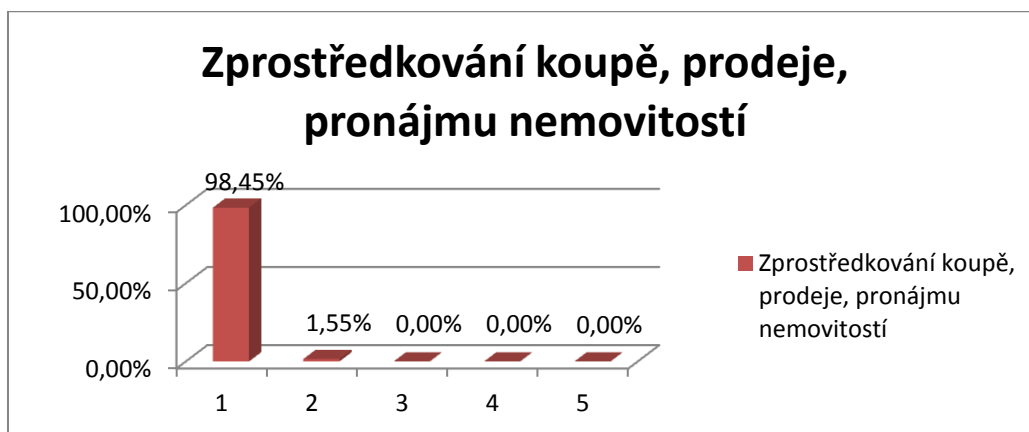 Zprostředkování koupě, prodeje,
pronájmu nemovitostí
98,45%
100,00%
50,00%
1,55%
0,00%
0,00%
0,00%
0,00%
1
2
3
4
5
Zprostředkování koupě,
prodeje, pronájmu
nemovitostí